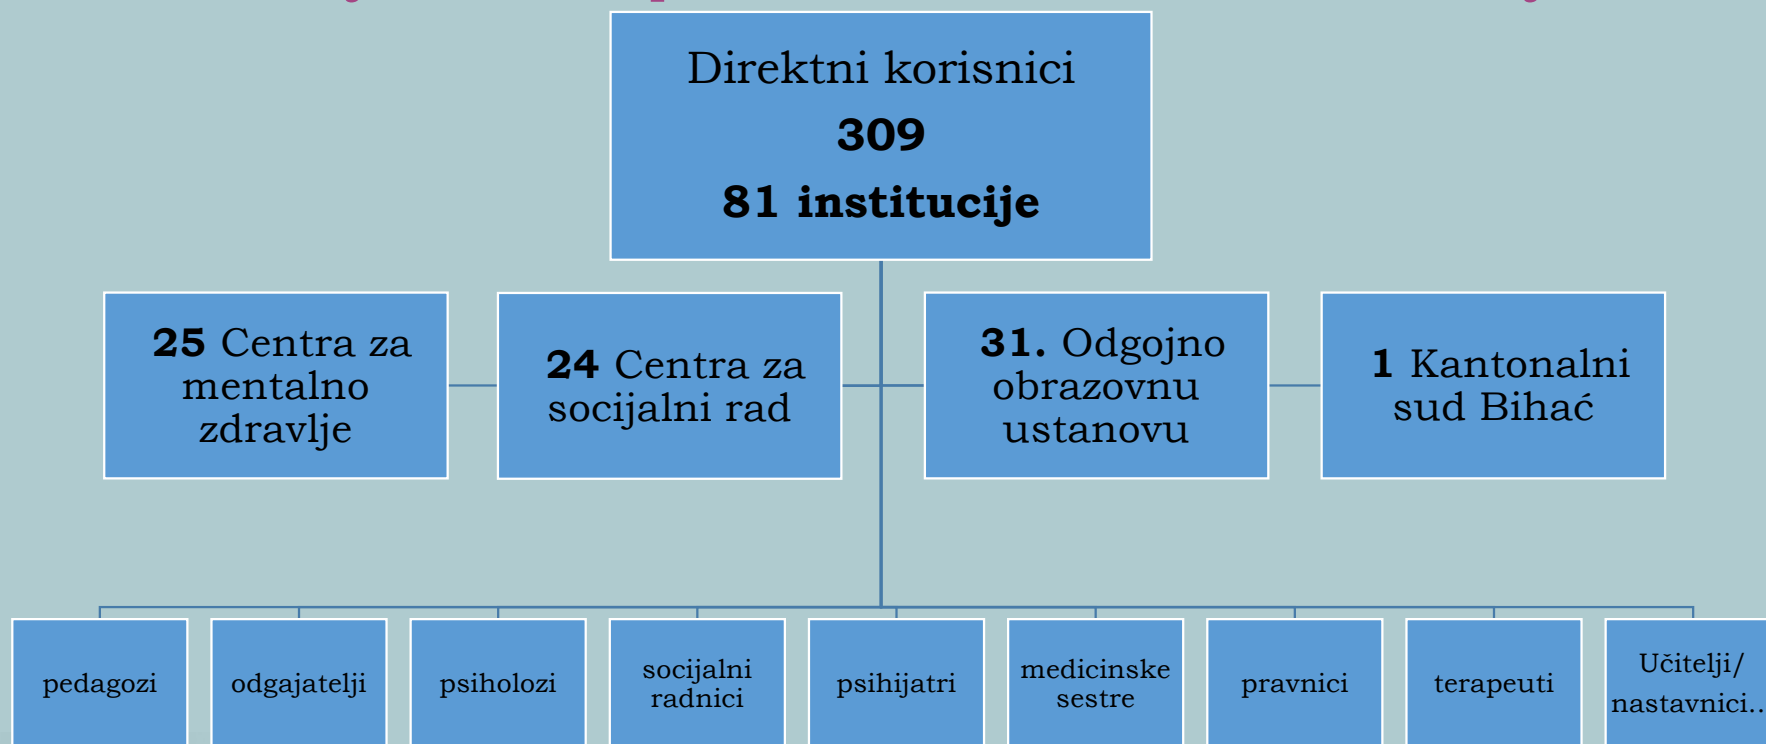 Direktni korisnici
309
81 institucije
25 Centra za
mentalno
zdravlje
24 Centra za
socijalni rad
31. Odgojno
obrazovnu
ustanovu
1 Kantonalni
sud Bihać
pedagozi
odgajatelji
psiholozi
socijalni
radnici
psihijatri
medicinske
sestre
pravnici
terapeuti
Učitelji/
nastavnici..